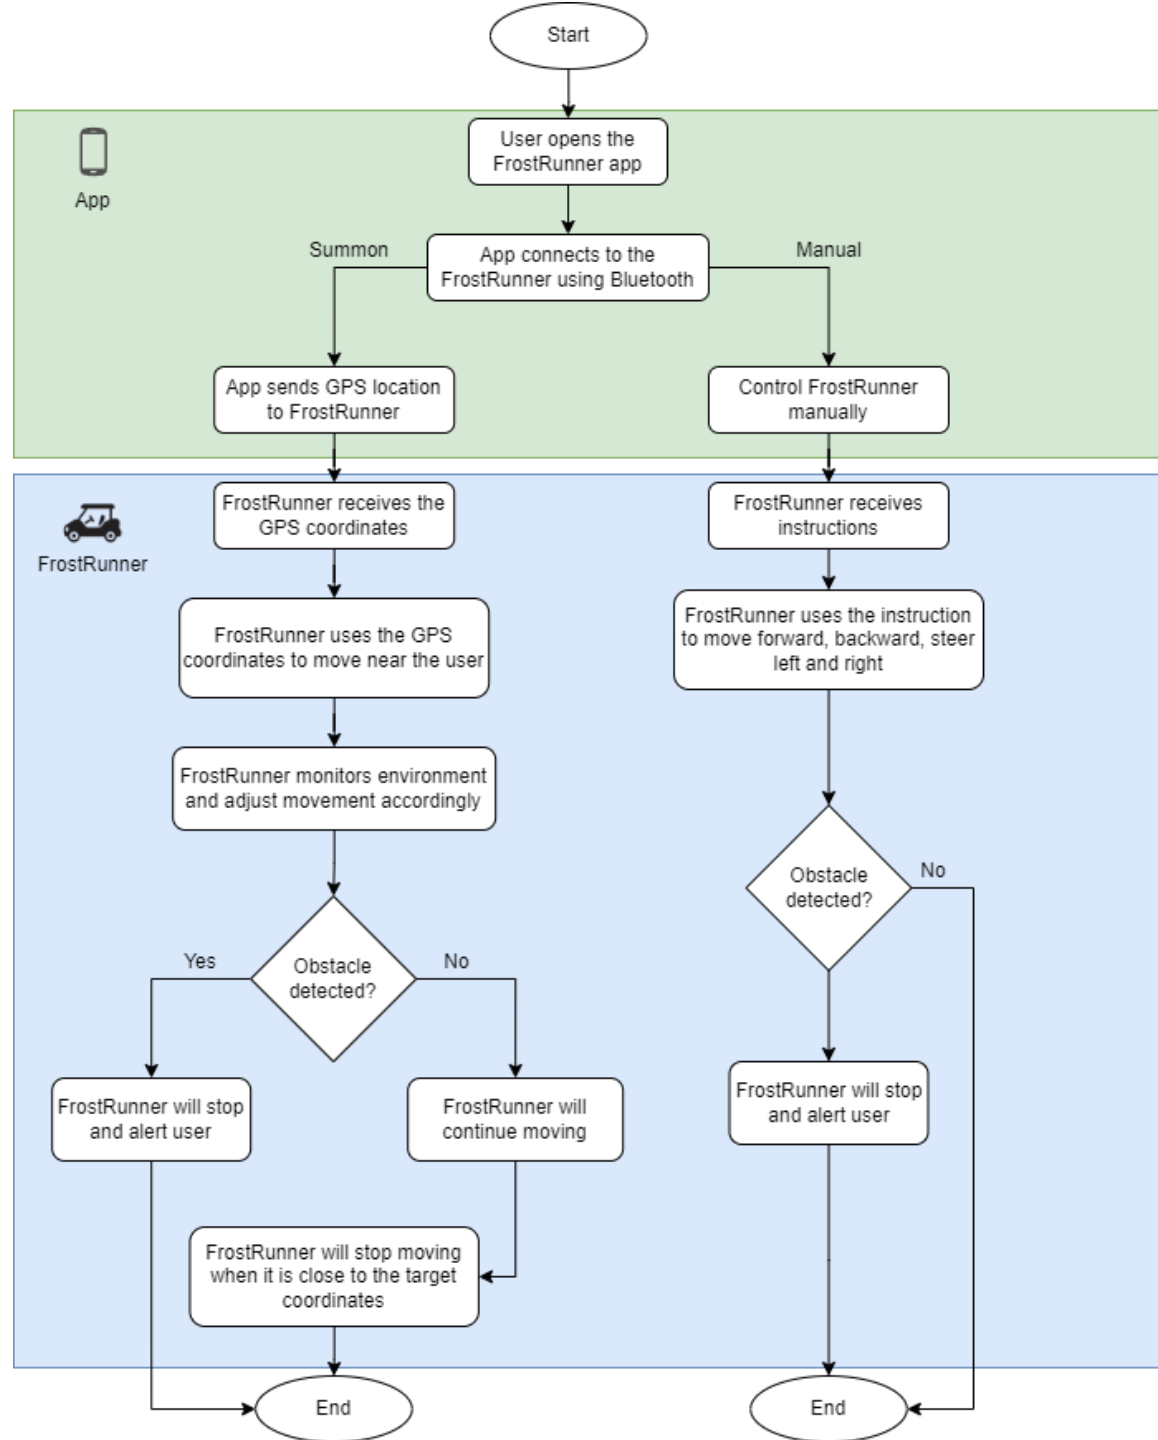 Start
User opens the
FrostRunner app
App
Summon
App connects to the
FrostRunner using Bluetooth
Manual
App sends GPS location
to FrostRunner
Control FrostRunner
manually
FrostRunner receives the
GPS coordinates
FrostRunner receives
instructions
FrostRunner
FrostRunner uses the GPS
coordinates to move near the user
FrostRunner uses the instruction
to move forward, backward, steer
left and right
FrostRunner monitors environment
and adjust movement accordingly
Obstacle
detected?
No
Yes
Obstacle
detected?
No
FrostRunner will stop
and alert user
FrostRunner will
continue moving
FrostRunner will stop
and alert user
FrostRunner will stop moving
when it is close to the target
coordinates
End
End